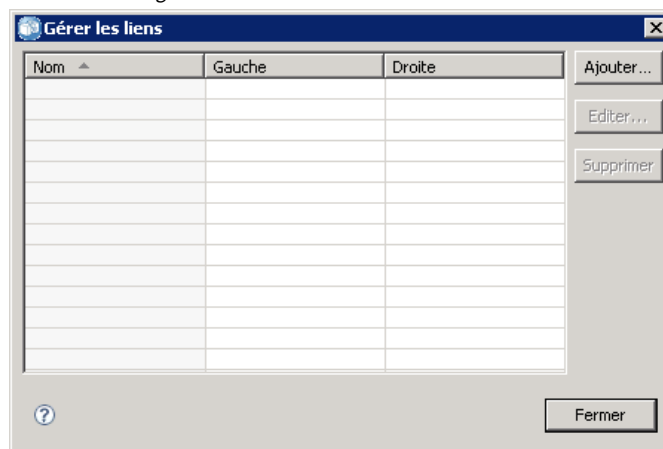 Gérer les liens
Nom Gauche Droite
Ajouter...
Editer...
Supprimer
?
Fermer